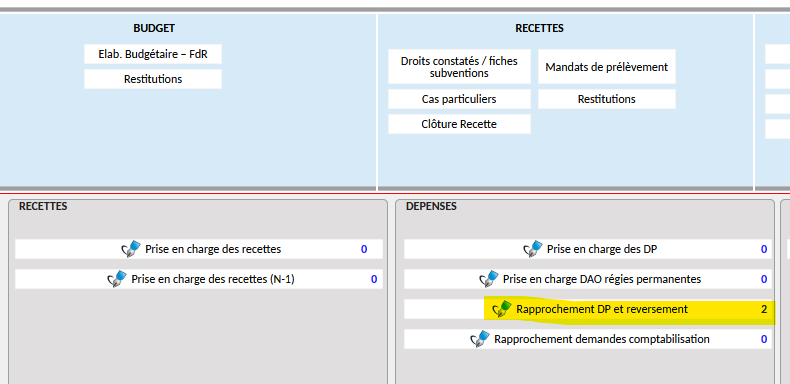 BUDGET
Elab. Budgétaire – FdR
Restitutions
RECETTES
Droits constatés / fiches
subventions
Mandats de prélèvement
Cas particuliers
Restitutions
Clôture Recette
RECETTES
Prise en charge des recettes 0
Prise en charge des recettes (N-1) 0
DEPENSES
Prise en charge des DP 0
Prise en charge DAO régies permanentes 0
Rapprochement DP et reversement 2
Rapprochement demandes comptabilisation 0